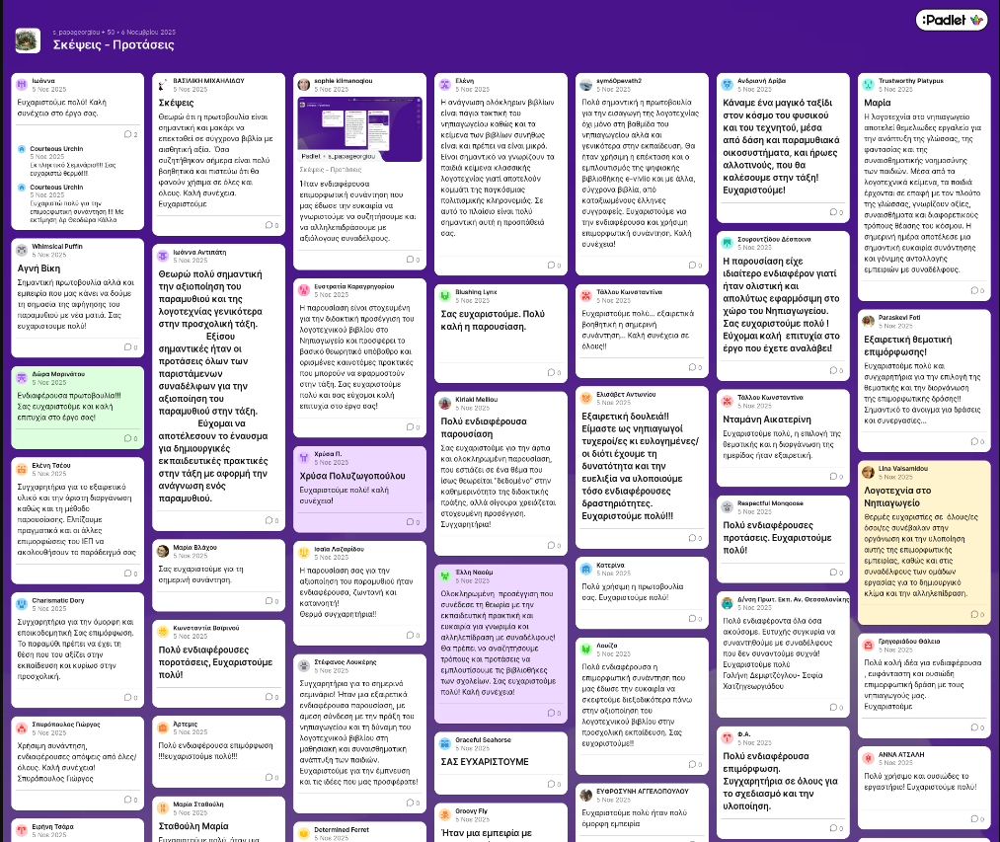 :Padlet
s_papageorgiou + 50 • 6 Νοεμβρίου 2025
Σκέψεις - Προτάσεις
Ιωάννα
5 Νοε 2025
Ευχαριστούμε πολύ! Καλή
συνέχεια στο έργο σας.
2
Courteous Urchin
5 Νοε 2025
Εκπληκτικό Σεμινάριο!!!! Σας
ευχαριστώ θερμά!!!!
Courteous Urchin
5 Νοε 2025
Ευχαριστώ πολύ για την
επιμορφωτική συνάντηση !!! Με
εκτίμηση Δρ Θεοδώρα Κάλλα
Whimsical Puffin
5 Νοε 2025
Αγνή Βίκη
Σημαντική πρωτοβουλία αλλά και
εμπειρία που μας κάνει να δούμε
τη σημασία της αφήγησης του
παραμυθιού με νέα ματιά. Σας
ευχαριστούμε πολύ!
0
Δώρα Μαρινάτου
5 Νοε 2025
Ενδιαφέρουσα πρωτοβουλία!!!
Σας ευχαριστούμε και καλή
επιτυχία στο έργο σας!
0
Ελένη Τσέου
5 Νοε 2025
Συγχαρητήρια για το εξαιρετικό
υλικό και την άριστη διοργάνωση
καθώς και τη μέθοδο
παρουσίασης. Ελπίζουμε
πραγματικά και οι άλλες
επιμορφώσεις του ΙΕΠ να
ακολουθήσουν το παράδειγμά σας
0
Charismatic Dory
5 Νοε 2025
Συγχαρητήρια για την όμορφη και
εποικοδομητική Σας επιμόρφωση.
Το παραμύθι πρέπει να έχει τη
θέση που του αξίζει στην
εκπαίδευση και κυρίως στην
προσχολική.
0
Σπυρόπουλος Γιώργος
5 Νοε 2025
Χρήσιμη συνάντηση,
ενδιαφέρουσες απόψεις από όλες/
όλους. Καλή συνέχεια!
Σπυρόπουλος Γιώργος
0
Ειρήνη Τσάρα
5 Νοε 2025
ΒΑΣΙΛΙΚΗ ΜΙΧΑΗΛΙΔΟΥ
5 Νοε 2025
Σκέψεις
Θεωρώ ότι η πρωτοβουλία είναι
σημαντική και μακάρι να
επεκταθεί σε σύγχρονα βιβλία με
αισθητική αξία. Όσα
συζητήθηκαν σήμερα είναι πολύ
βοηθητικά και πιστεύω ότι θα
φανούν χρήσιμα σε όλες και
όλους. Καλή συνέχεια.
Ευχαριστούμε
0
Ιωάννα Αντιπάτη
5 Νοε 2025
Θεωρώ πολύ σημαντική
την αξιοποίηση του
παραμυθιού και της
λογοτεχνίας γενικότερα
στην προσχολική τάξη.
Εξίσου
σημαντικές ήταν οι
προτάσεις όλων των
παριστάμενων
συναδέλφων για την
αξιοποίηση του
παραμυθιού στην τάξη.
Εύχομαι να
αποτέλεσουν το έναυσμα
για δημιουργικές
εκπαιδευτικές πρακτικές
στην τάξη με αφορμή την
ανάγνωση ενός
παραμυθιού.
0
Μαρία Βλάχου
5 Νοε 2025
Σας ευχαριστούμε για τη
σημερινή συνάντηση.
0
Κωνσταντία Βαϊρινού
5 Νοε 2025
Πολύ ενδιαφέρουσες
ποροτάσεις, Ευχαριστούμε
πολύ!
0
Άρτεμις
5 Νοε 2025
Πολύ ενδιαφέρουσα επιμόρφωση
!!!ευχαριστούμε πολύ!!!
0
Μαρία Σταθούλη
5 Νοε 2025
Σταθούλη Μαρία
Ευχαριστούμε πολύ, ήταν μια
sophie klimanoglou
5 Νοε 2025
Padlet • s_papageorgiou
Σκέψεις - Προτάσεις
Ήταν ενδιαφέρουσα
επιμορφωτική συνάντηση που
μας έδωσε την ευκαιρία να
γνωριστούμε να συζητήσουμε και
να αλληλεπιδράσουμε με
αξιόλογους συναδέλφους.
0
Ευστρατία Καραγρηγορίου
5 Νοε 2025
Η παρουσίαση είναι στοχευμένη
για την διδακτική προσέγγιση του
λογοτεχνικού βιβλίου στο
Νηπιαγωγείο και προσφέρει το
βασικό θεωρητικό υπόβαθρο και
ορισμένες καινοτόμες πρακτικές
που μπορούν να εφαρμοστούν
στην τάξη. Σας ευχαριστούμε
πολύ και σας εύχομαι καλή
επιτυχία στο έργο σας!
0
Χρύσα Π.
5 Νοε 2025
Χρύσα Πολυζωγοπούλου
Ευχαριστούμε πολύ! καλή
συνέχεια!
0
Ισαΐα Λαζαρίδου
5 Νοε 2025
Η παρουσίαση σας για την
αξιοποίηση του παραμυθιού ήταν
ενδιαφέρουσα, ζωντανή και
κατανοητή!
Θερμά συγχαρητήρια!!
0
Στέφανος Λουκέρης
5 Νοε 2025
Συγχαρητήρια για το σημερινό
σεμινάριο! Ήταν μια εξαιρετικά
ενδιαφέρουσα παρουσίαση, με
άμεση σύνδεση με την πράξη του
νηπιαγωγείου και τη δύναμη του
λογοτεχνικού βιβλίου στη
μαθησιακή και συναισθηματική
ανάπτυξη των παιδιών.
Ευχαριστούμε για την έμπνευση
και τις ιδέες που μας προσφέρατε!
0
Determined Ferret
5 Νοε 2025
Ελένη
5 Νοε 2025
Η ανάγνωση ολόκληρων βιβλίων
είναι πάγια τακτική του
νηπιαγωγείου καθώς και τα
κείμενα των βιβλίων συνήθως
είναι και πρέπει να είναι μικρά.
Είναι σημαντικό να γνωρίζουν τα
παιδιά κείμενα κλασικής
λογοτεχνίας γιατί αποτελούν
κομμάτι της παγκόσμιας
πολιτισμικής κληρονομιάς. Σε
αυτό το πλαίσιο είναι πολύ
σημαντική αυτή η προσπάθειά
σας.
0
Blushing Lynx
5 Νοε 2025
Σας ευχαριστούμε. Πολύ
καλή η παρουσίαση.
0
Kiriaki Melliou
5 Νοε 2025
Πολύ ενδιαφέρουσα
παρουσίαση
Σας ευχαριστούμε για την άρτια
και ολοκληρωμένη παρουσίαση,
που εστιάζει σε ένα θέμα που
ίσως θεωρείται "δεδομένο" στην
καθημερινότητα της διδακτικής
πράξης, αλλά σίγουρα χρειάζεται
στοχευμένη προσέγγιση.
Συγχαρητήρια!
0
Έλλη Ναούμ
5 Νοε 2025
Ολοκληρωμένη προσέγγιση που
συνέδεσε τη θεωρία με την
εκπαιδευτική πρακτική και
ευκαιρία για γνωριμία και
αλληλεπίδραση με συναδέλφους!
Θα πρέπει να αναζητήσουμε
τρόπους και προτάσεις να
εμπλουτίσουμε τις βιβλιοθήκες
των σχολείων. Σας ευχαριστούμε
πολύ! Καλή συνέχεια!
0
Graceful Seahorse
5 Νοε 2025
ΣΑΣ ΕΥΧΑΡΙΣΤΟΥΜΕ
0
Groovy Fly
5 Νοε 2025
Ήταν μια εμπειρία με
sym6Opevath2
5 Νοε 2025
Πολύ σημαντική η πρωτοβουλία
για την εισαγωγή της λογοτεχνίας
όχι μόνο στη βαθμίδα του
νηπιαγωγείου αλλά και
γενικότερα στην εκπαίδευση. Θα
ήταν χρήσιμη η επέκταση και ο
εμπλουτισμός της ψηφιακής
βιβλιοθήκης e-vivlio και με άλλα,
σύγχρονα βιβλία, από
καταξιωμένους έλληνες
συγγραφείς. Ευχαριστούμε για
την ενδιαφέρουσα και χρήσιμη
επιμορφωτική συνάντηση. Καλή
συνέχεια!
0
Τάλλου Κωνσταντίνα
5 Νοε 2025
Ευχαριστούμε πολύ... εξαιρετικά
βοηθητική η σημερινή
συνάντηση... Καλή συνέχεια σε
όλους!!
0
Ελισάβετ Αντωνίου
5 Νοε 2025
Εξαιρετική δουλειά!!
Είμαστε ως νηπιαγωγοί
τυχεροί/ες κι ευλογημένες/
οι διότι έχουμε τη
δυνατότητα και την
ευελιξία να υλοποιούμε
τόσο ενδιαφέρουσες
δραστηριότητες.
Ευχαριστούμε πολύ!!!
0
Κατερίνα
5 Νοε 2025
Πολύ χρήσιμη η πρωτοβουλία
σας. Ευχαριστούμε πολύ!
0
Λουίζα
5 Νοε 2025
Πολύ ενδιαφέρουσα η
επιμορφωτική συνάντηση που
μας έδωσε την ευκαιρία να
σκεφτούμε διεξοδικότερα πάνω
στην αξιοποίηση του
λογοτεχνικού βιβλίου στην
προσχολική εκπαίδευση. Σας
ευχαριστούμε!!
0
ΕΥΦΡΟΣΥΝΗ ΑΓΓΕΛΟΠΟΥΛΟΥ
5 Νοε 2025
Ευχαριστούμε πολύ ήταν πολύ
όμορφη εμπειρία
Ανδριανή Δρίβα
5 Νοε 2025
Κάναμε ένα μαγικό ταξίδι
στον κόσμο του φυσικού
και του τεχνητού, μέσα
από δάση και παραμυθιακά
οικοσυστήματα, και ήρωες
αλλοτινούς, που θα
καλέσουμε στην τάξη!
Ευχαριστούμε!
0
Σουρουτζίδου Δέσποινα
5 Νοε 2025
Η παρουσίαση είχε
ιδιαίτερο ενδιαφέρον γιατί
ήταν ολιστική και
απολύτως εφαρμόσιμη στο
χώρο του Νηπιαγωγείου.
Σας ευχαριστούμε πολύ !
Εύχομαι καλή επιτυχία στο
έργο που έχετε αναλάβει!
0
Τάλλου Κωνσταντίνα
5 Νοε 2025
Νταμάνη Αικατερίνη
Ευχαριστούμε πολύ, η επιλογή της
θεματικής και η διοργάνωση της
ημερίδας ήταν εξαιρετική.
0
Respectful Mongoose
5 Νοε 2025
Πολύ ενδιαφέρουσες
προτάσεις. Ευχαριστούμε
πολύ!
0
Δ/νση Πρωτ. Εκπ. Αν. Θεσσαλονίκης
5 Νοε 2025
Πολύ ενδιαφέροντα όλα όσα
ακούσαμε. Ευτυχής συγκυρία να
συναντηθούμε με συναδέλφους
που δεν συναντούμε συχνά!
Ευχαριστούμε πολύ
Γαλήνη Δεμιρτζόγλου- Σοφία
Χατζηγεωργιάδου
0
Φ.Α.
5 Νοε 2025
Πολύ ενδιαφέρουσα
επιμόρφωση.
Συγχαρητήρια σε όλους για
το σχεδιασμό και την
υλοποίηση.
0
Trustworthy Platypus
5 Νοε 2025
Μαρία
Η λογοτεχνία στο νηπιαγωγείο
αποτελεί θεμελιώδες εργαλείο για
την ανάπτυξη της γλώσσας, της
φαντασίας και της
συναισθηματικής νοημοσύνης
των παιδιών. Μέσα από τα
λογοτεχνικά κείμενα, τα παιδιά
έρχονται σε επαφή με τον πλούτο
της γλώσσας, γνωρίζουν αξίες,
συναισθήματα και διαφορετικούς
τρόπους θέασης του κόσμου. Η
σημερινή ημέρα αποτέλεσε μια
σημαντική ευκαιρία συνάντησης
και γόνιμης ανταλλαγής
εμπειριών με συναδέλφους.
0
Paraskevi Foti
5 Νοε 2025
Εξαιρετική θεματική
επιμόρφωσης!
Ευχαριστούμε πολύ και
συγχαρητήρια για την επιλογή της
θεματικής και την διοργάνωση
της επιμορφωτικής δράσης!!
Σημαντικό το άνοιγμα για δράσεις
και συνεργασίες...
0
Lina Valsamidou
5 Νοε 2025
Λογοτεχνία στο
Νηπιαγωγείο
Θερμές ευχαριστίες σε όλους/ες
όσοι/ες συνέβαλαν στην
οργάνωση και την υλοποίηση
αυτής της επιμορφωτικής
εμπειρίας, καθώς και στις
συναδέλφους των ομάδων
εργασίας για το δημιουργικό
κλίμα και την αλληλεπίδραση.
0
Γρηγοριάδου Θάλεια
5 Νοε 2025
Πολύ καλή ιδέα για ενδιαφέρουσα
, ευφάνταστη και ουσιώδη
επιμορφωτική δράση με τους
νηπιαγωγούς μας.
Ευχαριστούμε
0
ΑΝΝΑ ΑΤΣΑΛΗ
5 Νοε 2025
Πολύ χρήσιμο και ουσιώδες το
εργαστήριο! Ευχαριστούμε πολύ!
0